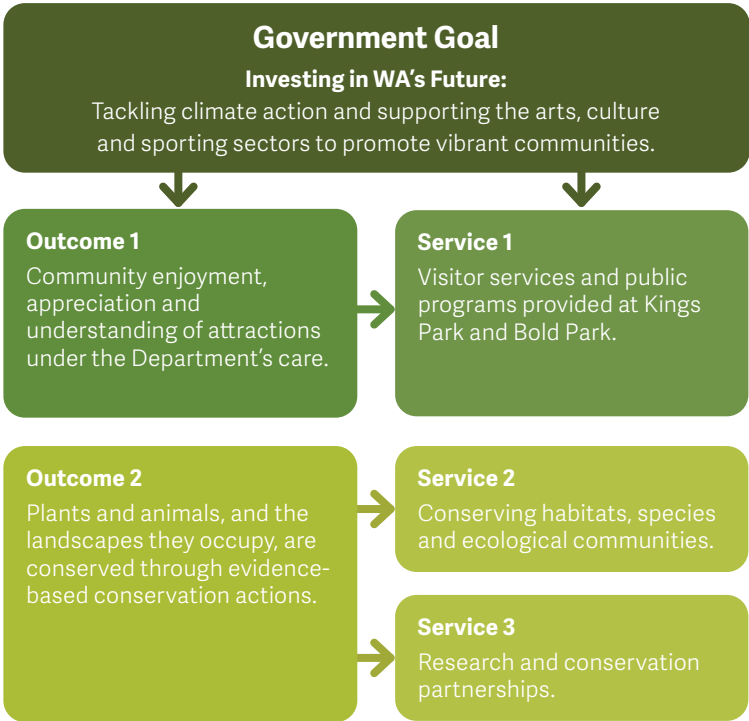 Government Goal
Investing in WA's Future:
Tackling climate action and supporting the arts, culture
and sporting sectors to promote vibrant communities.
Outcome 1
Community enjoyment,
appreciation and
understanding of attractions
under the Department's care.
Service 1
Visitor services and public
programs provided at Kings
Park and Bold Park.
Outcome 2
Plants and animals, and the
landscapes they occupy, are
conserved through evidence-
based conservation actions.
Service 2
Conserving habitats, species
and ecological communities.
Service 3
Research and conservation
partnerships.